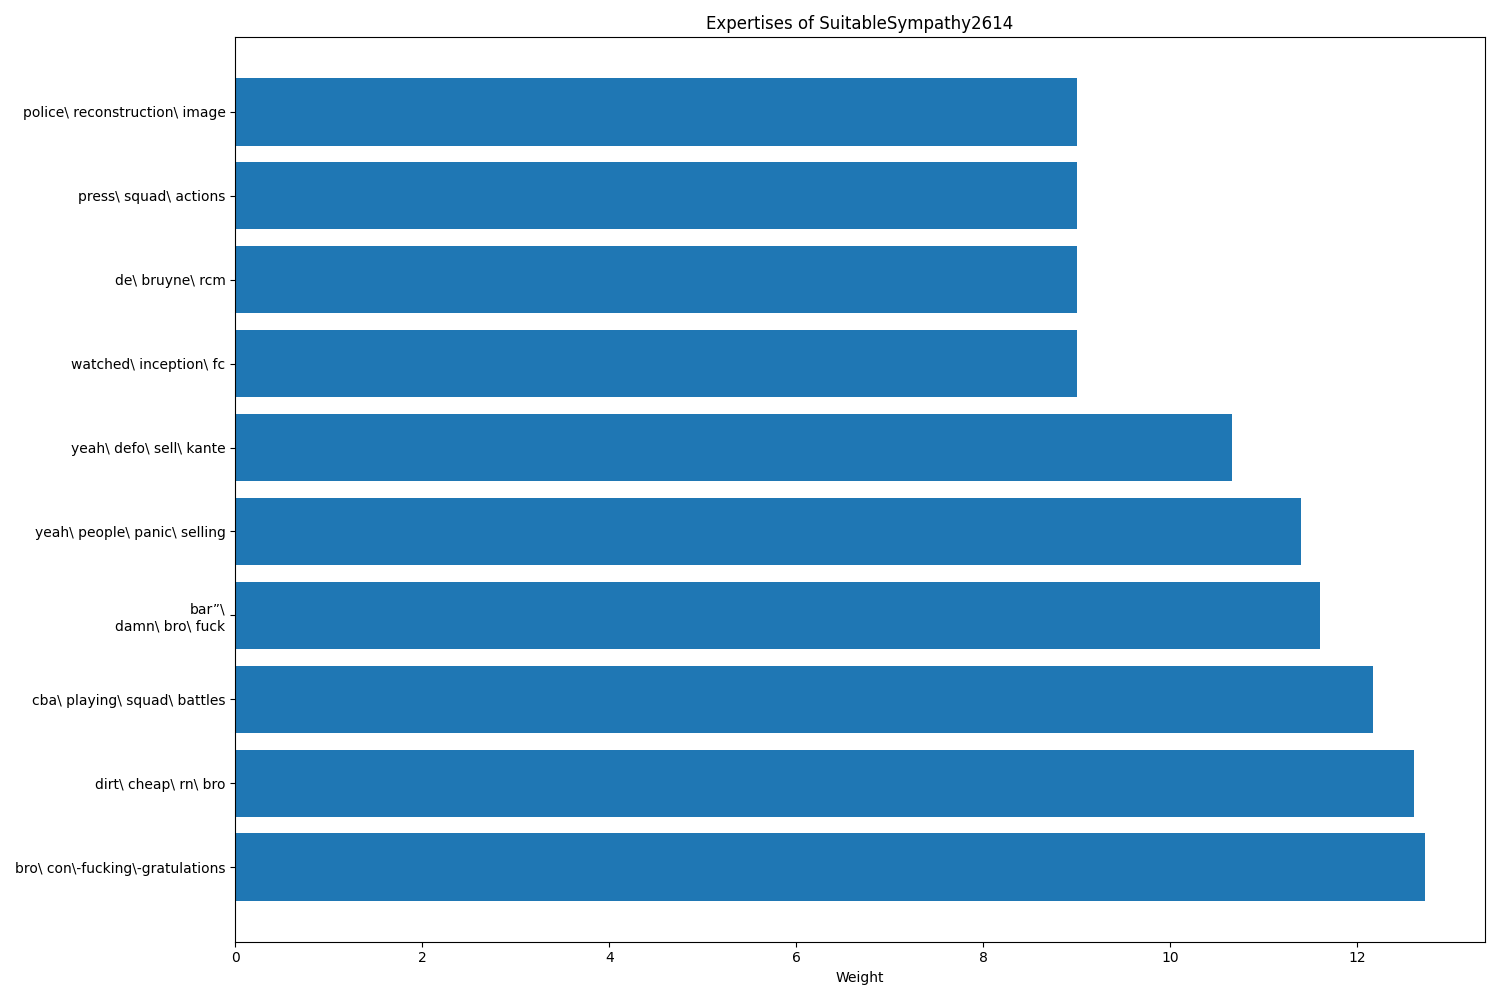 Expertises of SuitableSympathy2614
police\ reconstruction\ image
press\ squad\ actions
de\ bruyne\ rcm
watched\ inception\ fc
yeah\ defo\ sell\ kante
yeah\ people\ panic\ selling
bar”\
damn\ bro\ fuck
cba\ playing\ squad\ battles
dirt\ cheap\ rn\ bro
bro\ con\-fucking\-gratulations
0 2 4 6 8 10 12
Weight